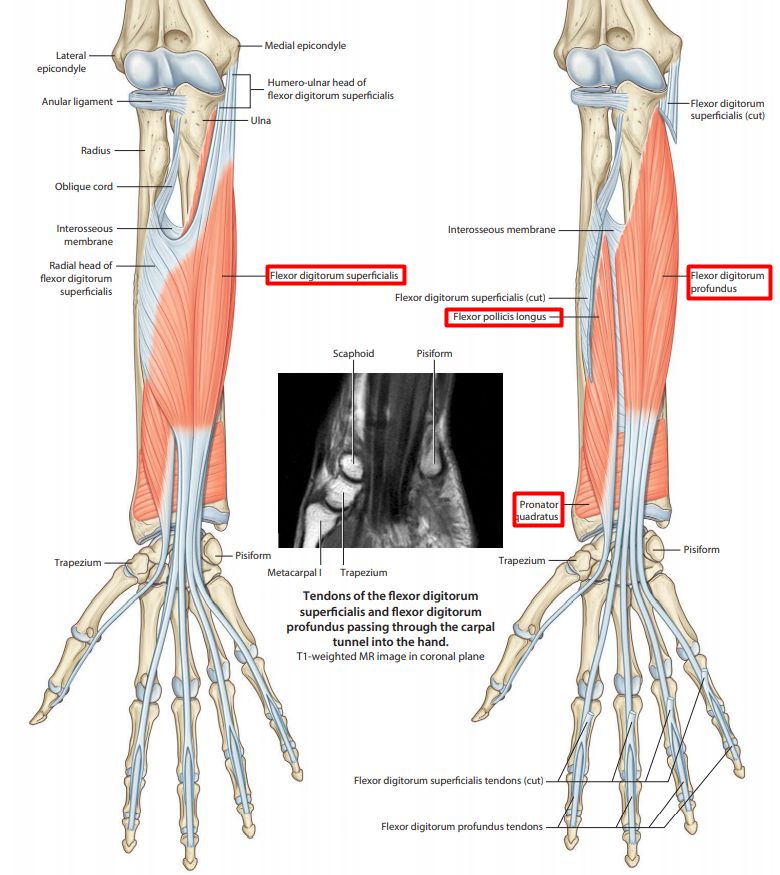 Lateral
epicondyle
Medial epicondyle
Humero-ulnar head of
flexor digitorum superficialis
Anular ligament
Ulna
Radius
Oblique cord
Interosseous
membrane
Radial head of
flexor digitorum
superficialis
Flexor digitorum superficialis
Trapezium
Pisiform
Scaphoid
Pisiform
Metacarpal I
Trapezium
Tendons of the flexor digitorum
superficialis and flexor digitorum
profundus passing through the carpal
tunnel into the hand.
T1-weighted MR image in coronal plane
Flexor digitorum
superficialis (cut)
Interosseous membrane
Flexor digitorum
profundus
Flexor digitorum superficialis (cut)
Flexor pollicis longus
Pronator
quadratus
Trapezium
Pisiform
Flexor digitorum superficialis tendons (cut)
Flexor digitorum profundus tendons